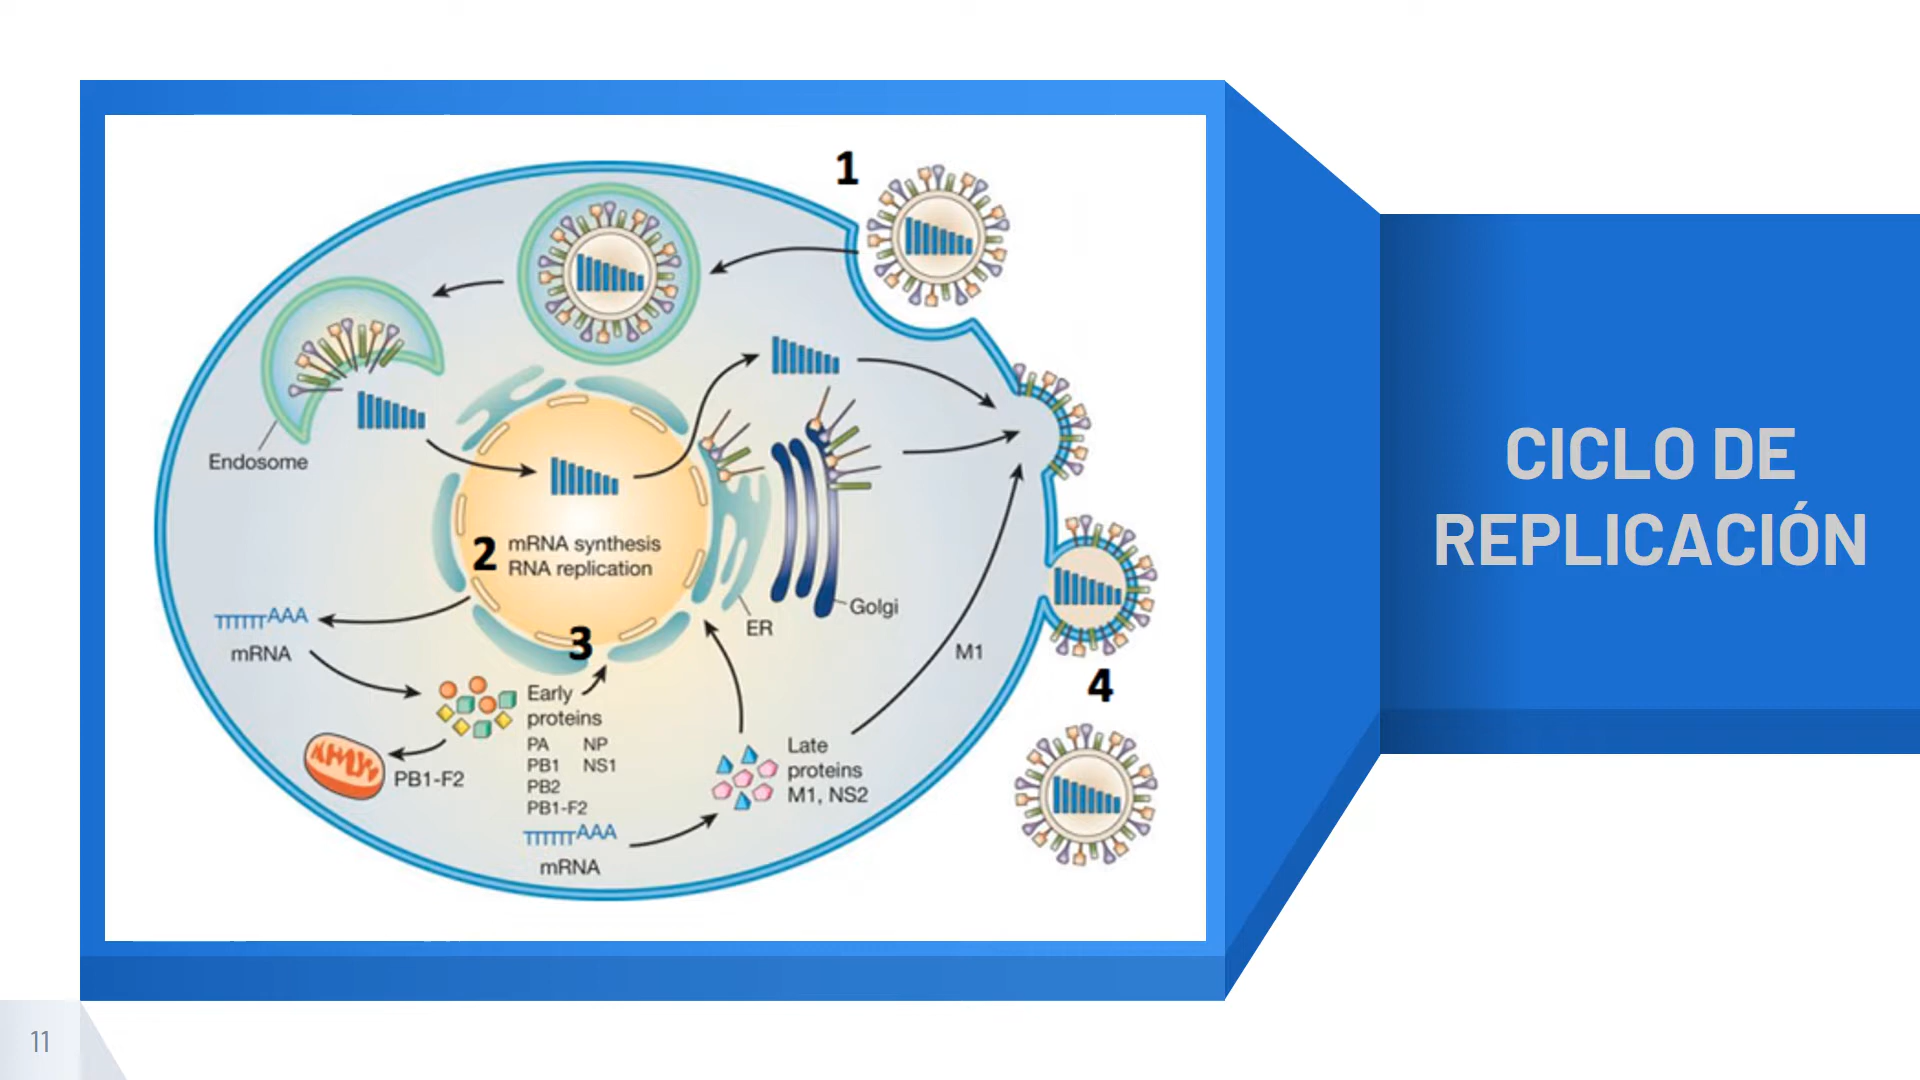 1
Endosome
2 mRNA synthesis
RNA replication
3
AAA
mRNA
ER
Golgi
M1
4
Early
proteins
PA NP
PB1 NS1
PB2
PB1-F2
PB1-F2
AAA
mRNA
Late
proteins
M1, NS2
CICLO DE
REPLICACIÓN
11